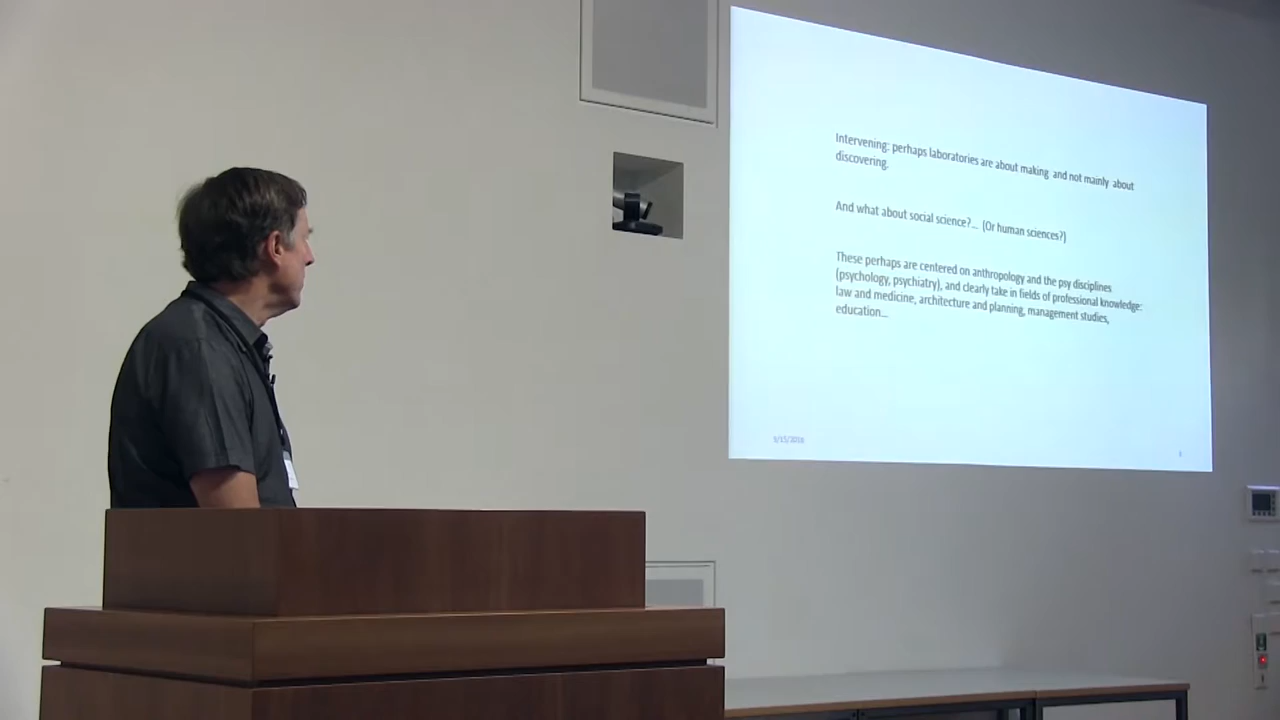 Intervening: perhaps laboratories are about making and not mainly about
discovering.
And what about social science?... (Or human sciences?)
These perhaps are centered on anthropology and the psy disciplines
(psychology, psychiatry), and clearly take in fields of professional knowledge:
law and medicine, architecture and planning, management studies,
education...